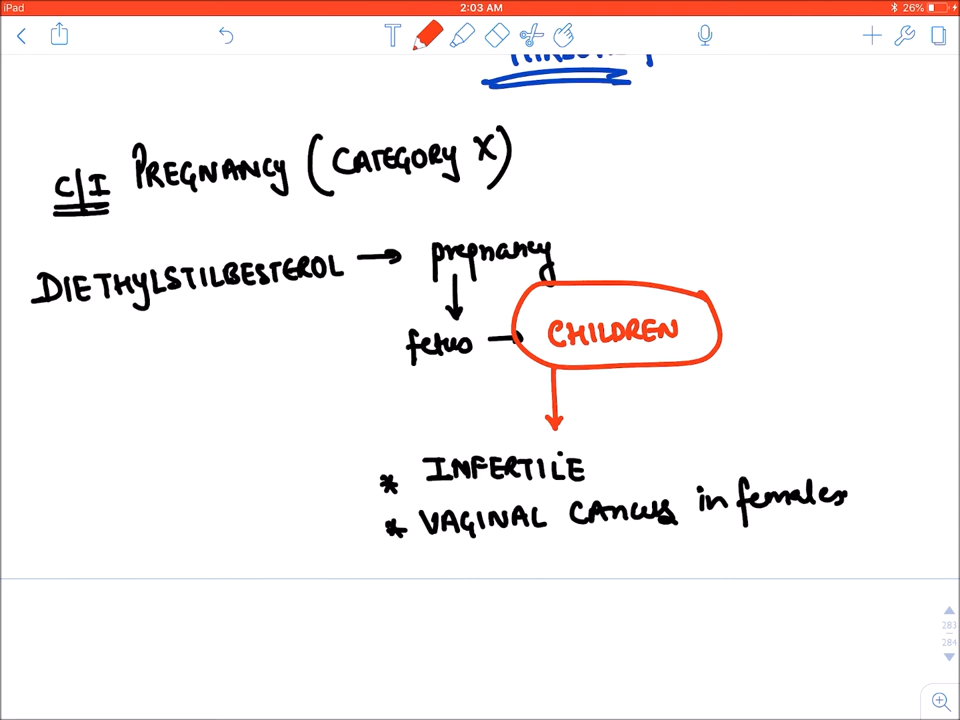 iPad
2:03 AM
26%
T
C/I PREGNANCY (CATEGORY X)
DIETHYLSTILBESTEROL → pregnancy
↓
fetus → CHILDREN
↓
* INFERTILE
* VAGINAL CANCER in females
283
284